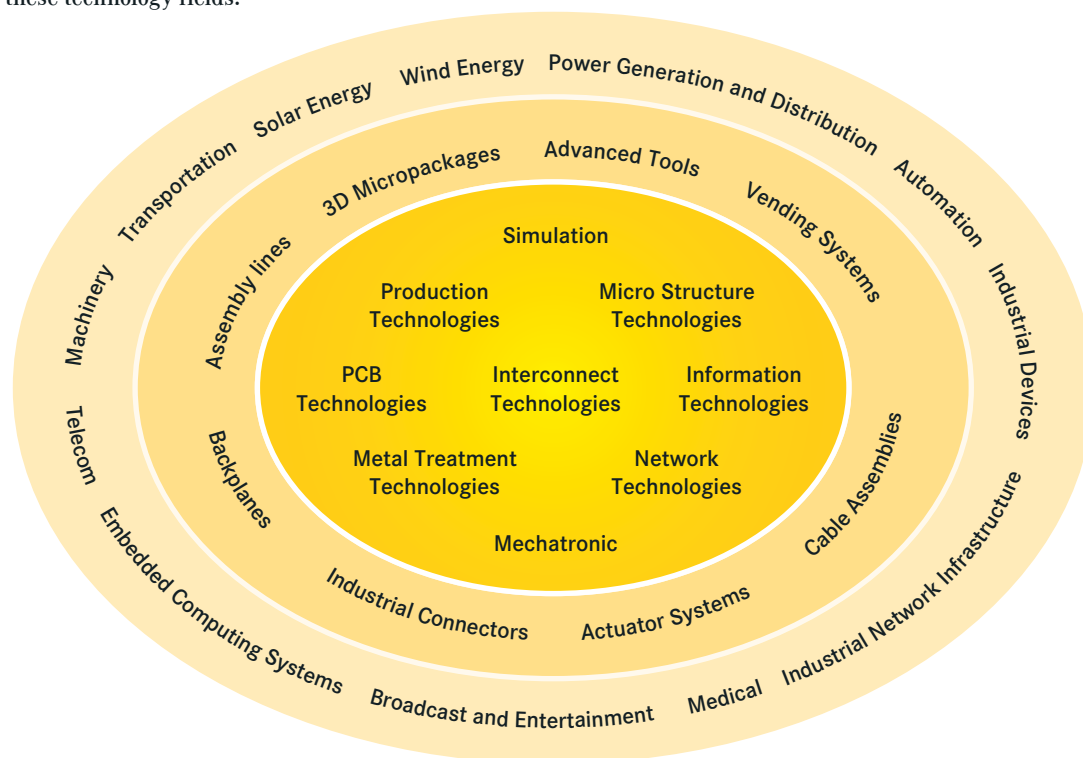 these technology fields.
Wind Energy
Power Generation and Distribution
Solar Energy
Automation
Transportation
Industrial Devices
Machinery
Telecom
Industrial Network Infrastructure
Embedded Computing Systems
Medical
Broadcast and Entertainment
3D Micropackages
Advanced Tools
Vending Systems
Assembly lines
Backplanes
Cable Assemblies
Industrial Connectors
Actuator Systems
Simulation
Production
Technologies
Micro Structure
Technologies
PCB
Technologies
Interconnect
Technologies
Information
Technologies
Metal Treatment
Technologies
Network
Technologies
Mechatronic